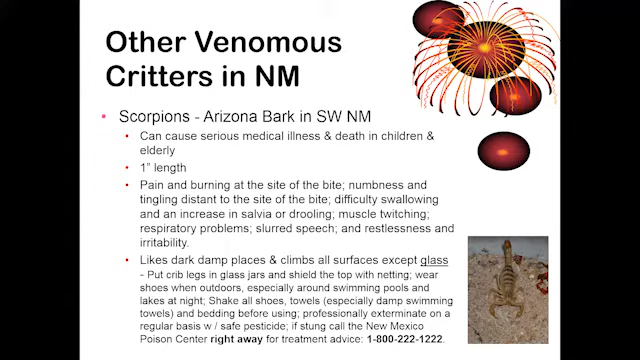 Other Venomous
Critters in NM
• Scorpions - Arizona Bark in SW NM
• Can cause serious medical illness & death in children &
elderly
• 1" length
• Pain and burning at the site of the bite; numbness and
tingling distant to the site of the bite; difficulty swallowing
and an increase in salvia or drooling; muscle twitching;
respiratory problems; slurred speech; and restlessness and
irritability.
• Likes dark damp places & climbs all surfaces except glass
- Put crib legs in glass jars and shield the top with netting; wear
shoes when outdoors, especially around swimming pools and
lakes at night; Shake all shoes, towels (especially damp swimming
towels) and bedding before using; professionally exterminate on a
regular basis w / safe pesticide; if stung call the New Mexico
Poison Center right away for treatment advice: 1-800-222-1222.